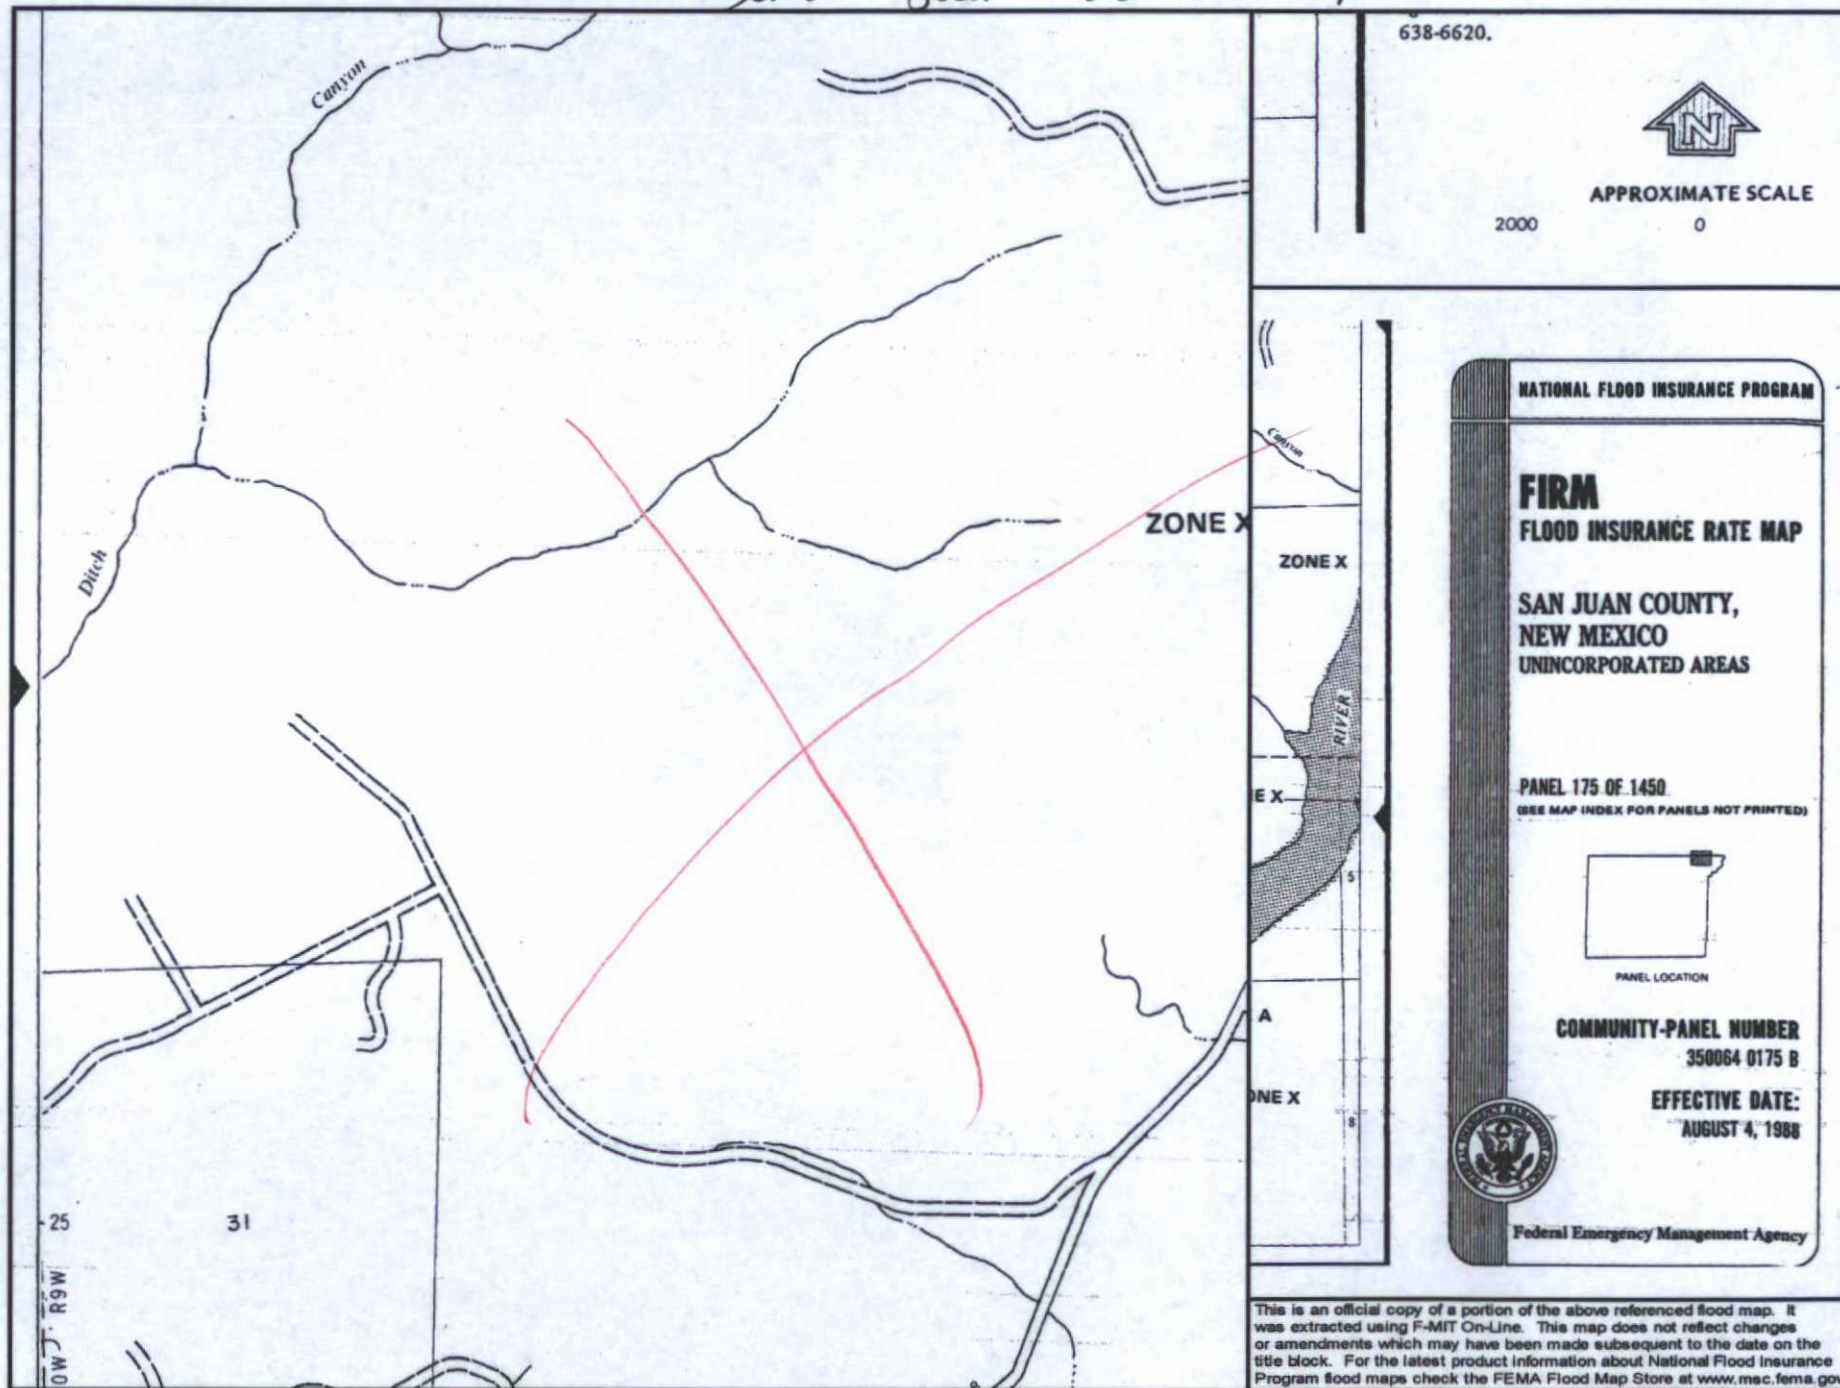 638-6620.
N
APPROXIMATE SCALE
2000 0
Canyon
Ditch
ZONE X
25
31
R9W
Canyon
ZONE X
RIVER
E X
5
A
ONE X
8
NATIONAL FLOOD INSURANCE PROGRAM
FIRM
FLOOD INSURANCE RATE MAP
SAN JUAN COUNTY,
NEW MEXICO
UNINCORPORATED AREAS
PANEL 175 OF 1450
(SEE MAP INDEX FOR PANELS NOT PRINTED)
PANEL LOCATION
COMMUNITY-PANEL NUMBER
350064 0175 B
EFFECTIVE DATE:
AUGUST 4, 1988
Federal Emergency Management Agency
This is an official copy of a portion of the above referenced flood map. It
was extracted using F-MIT On-Line. This map does not reflect changes
or amendments which may have been made subsequent to the date on the
title block. For the latest product information about National Flood Insurance
Program flood maps check the FEMA Flood Map Store at www.msc.fema.gov